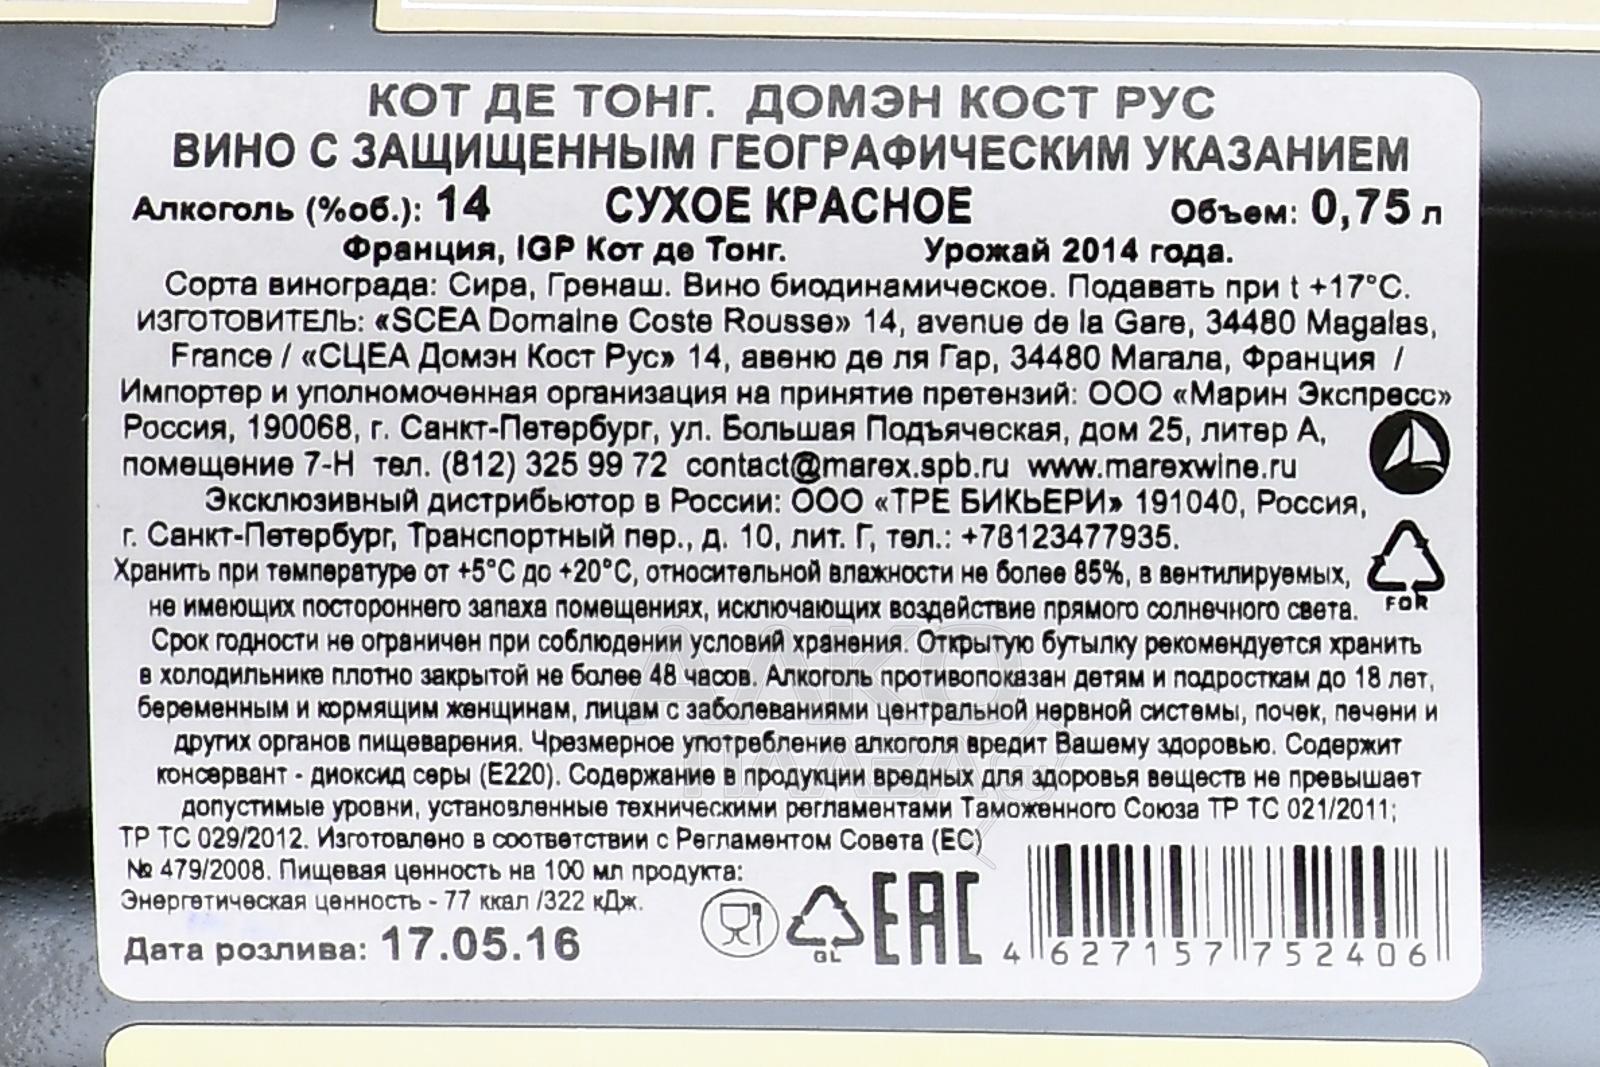 КОТ ДЕ ТОНГ. ДОМЭН КОСТ РУС
ВИНО С ЗАЩИЩЕННЫМ ГЕОГРАФИЧЕСКИМ УКАЗАНИЕМ
Алкоголь (%об.): 14 СУХОЕ КРАСНОЕ Объем: 0,75 л
Франция, IGP Кот де Тонг. Урожай 2014 года.
Сорта винограда: Сира, Гренаш. Вино биодинамическое. Подавать при t +17°C.
ИЗГОТОВИТЕЛЬ: «SCEA Domaine Coste Rousse» 14, avenue de la Gare, 34480 Magalas,
France / «СЦЕА Домэн Кост Рус» 14, авеню де ля Гар, 34480 Магала, Франция /
Импортер и уполномоченная организация на принятие претензий: ООО «Марин Экспресс»
Россия, 190068, г. Санкт-Петербург, ул. Большая Подъяческая, дом 25, литер А,
помещение 7-Н тел. (812) 325 99 72 contact@marex.spb.ru www.marexwine.ru
Эксклюзивный дистрибьютор в России: ООО «ТРЕ БИКЬЕРИ» 191040, Россия,
г. Санкт-Петербург, Транспортный пер., д. 10, лит. Г, тел.: +78123477935.
Хранить при температуре от +5°C до +20°C, относительной влажности не более 85%, в вентилируемых,
не имеющих постороннего запаха помещениях, исключающих воздействие прямого солнечного света.
FOR
Срок годности не ограничен при соблюдении условий хранения. Открытую бутылку рекомендуется хранить
в холодильнике плотно закрытой не более 48 часов. Алкоголь противопоказан детям и подросткам до 18 лет,
беременным и кормящим женщинам, лицам с заболеваниями центральной нервной системы, почек, печени и
других органов пищеварения. Чрезмерное употребление алкоголя вредит Вашему здоровью. Содержит
консервант - диоксид серы (E220). Содержание в продукции вредных для здоровья веществ не превышает
допустимые уровни, установленные техническими регламентами Таможенного Союза ТР ТС 021/2011;
ТР ТС 029/2012. Изготовлено в соответствии с Регламентом Совета (ЕС)
№ 479/2008. Пищевая ценность на 100 мл продукта:
Энергетическая ценность - 77 ккал /322 кДж.
Дата розлива: 17.05.16
GL
EAC
4 627157 752406
АЛКО
ПЛАЗА